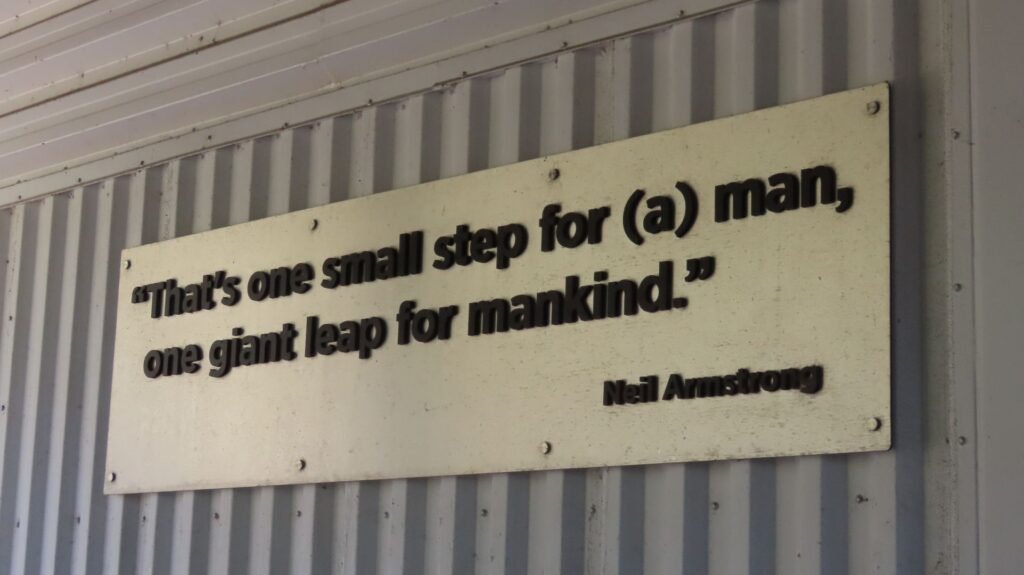 “That’s one small step for (a) man,
one giant leap for mankind.”
Neil Armstrong